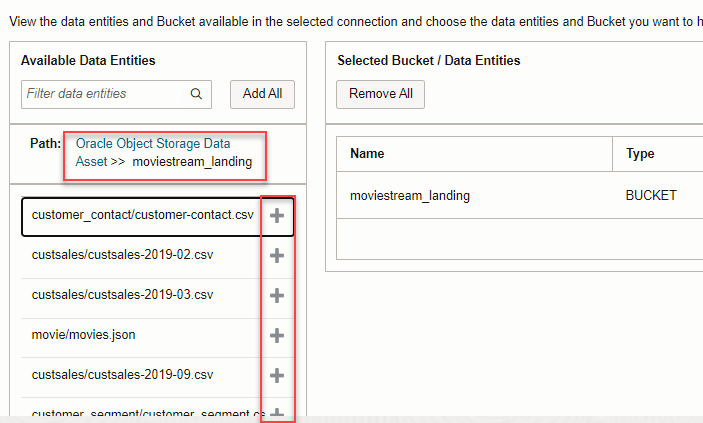 View the data entities and Bucket available in the selected connection and choose the data entities and Bucket you want to h
Available Data Entities
Filter data entities
Add All
Path: Oracle Object Storage Data
Asset >> moviestream_landing
customer_contact/customer-contact.csv
custsales/custsales-2019-02.csv
custsales/custsales-2019-03.csv
movie/movies.json
custsales/custsales-2019-09.csv
customer_segment/customer_segment.cs
Selected Bucket / Data Entities
Remove All
Name Type
moviestream_landing BUCKET